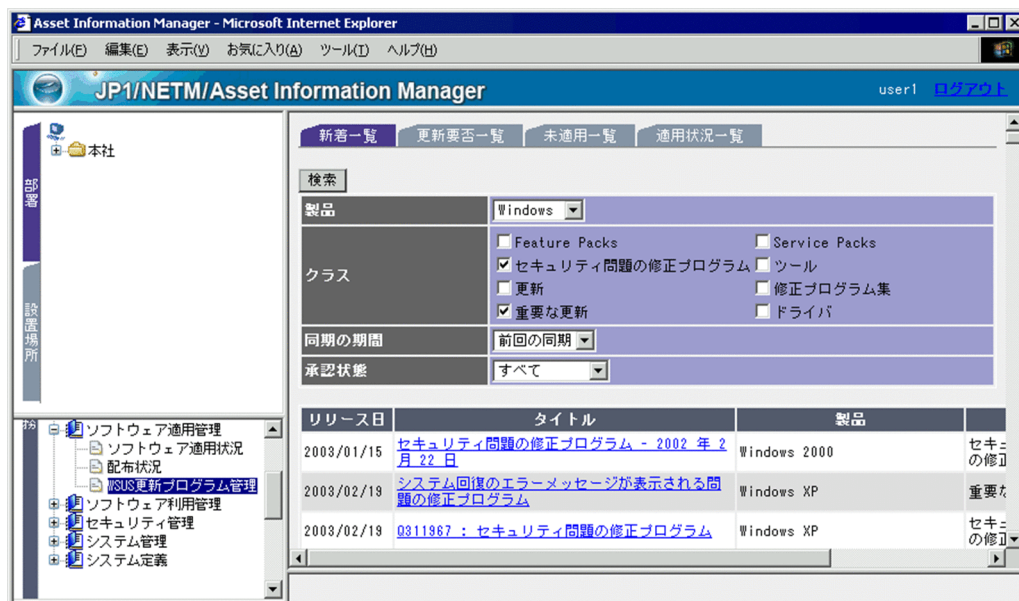 Asset Information Manager - Microsoft Internet Explorer
ファイル(F) 編集(E) 表示(V) お気に入り(A) ツール(T) ヘルプ(H)
JP1/NETM/Asset Information Manager
user1 ログアウト
部署
設置場所
本社
新着一覧 更新要否一覧 未適用一覧 適用状況一覧
検索
製品 Windows
クラス
Feature Packs Service Packs
セキュリティ問題の修正プログラム ツール
更新 修正プログラム集
重要な更新 ドライバ
同期の期間 前回の同期
承認状態 すべて
リリース日 タイトル 製品
2003/01/15 セキュリティ問題の修正プログラム - 2002 年 2
月 22 日 Windows 2000 セキュ
の修正
2003/02/19 システム回復のエラーメッセージが表示される問
題の修正プログラム Windows XP 重要な
2003/02/19 Q311967 : セキュリティ問題の修正プログラム Windows XP セキュ
の修正
ソフトウェア適用管理
ソフトウェア適用状況
配布状況
WSUS更新プログラム管理
ソフトウェア利用管理
セキュリティ管理
システム管理
システム定義